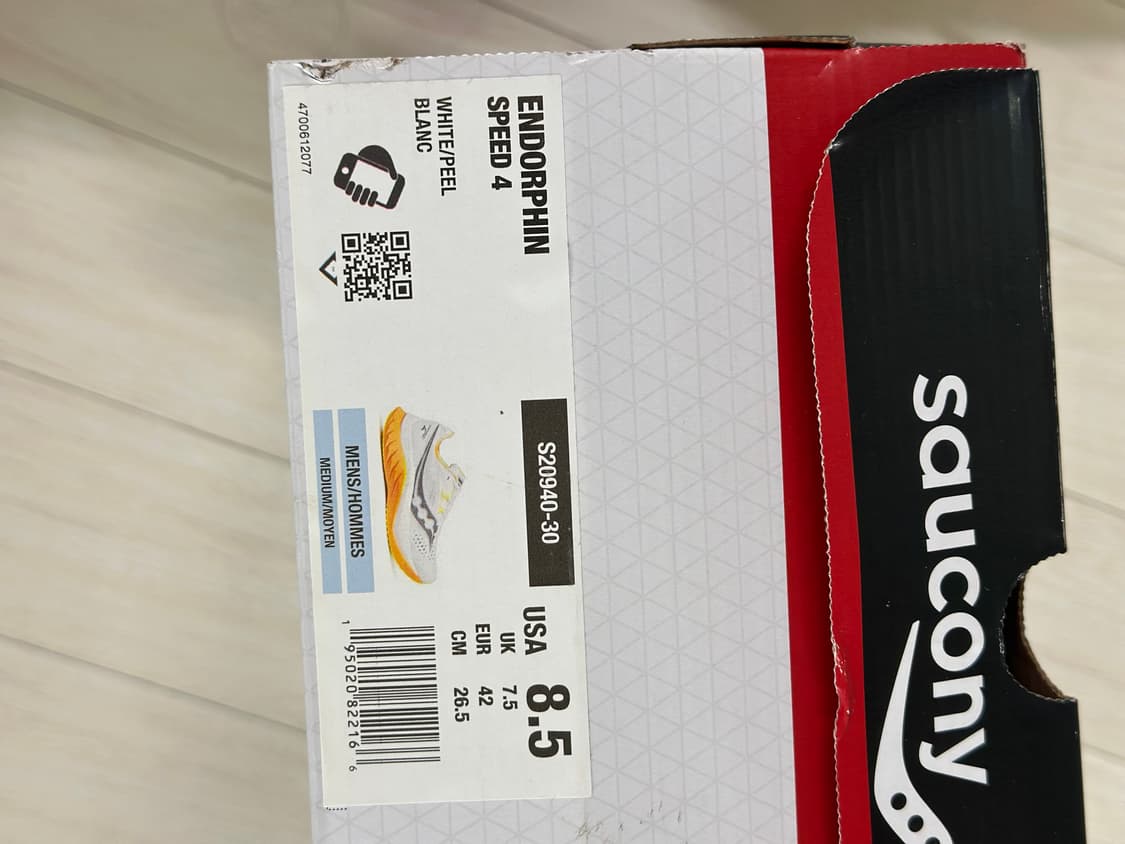 saucony
ENDORPHIN
SPEED 4
WHITE/PEEL
BLANC
4700612077
S20940-30
MENS/HOMMES
MEDIUM/MOYEN
USA 8.5
UK 7.5
EUR 42
CM 26.5
1 95020 82216 6